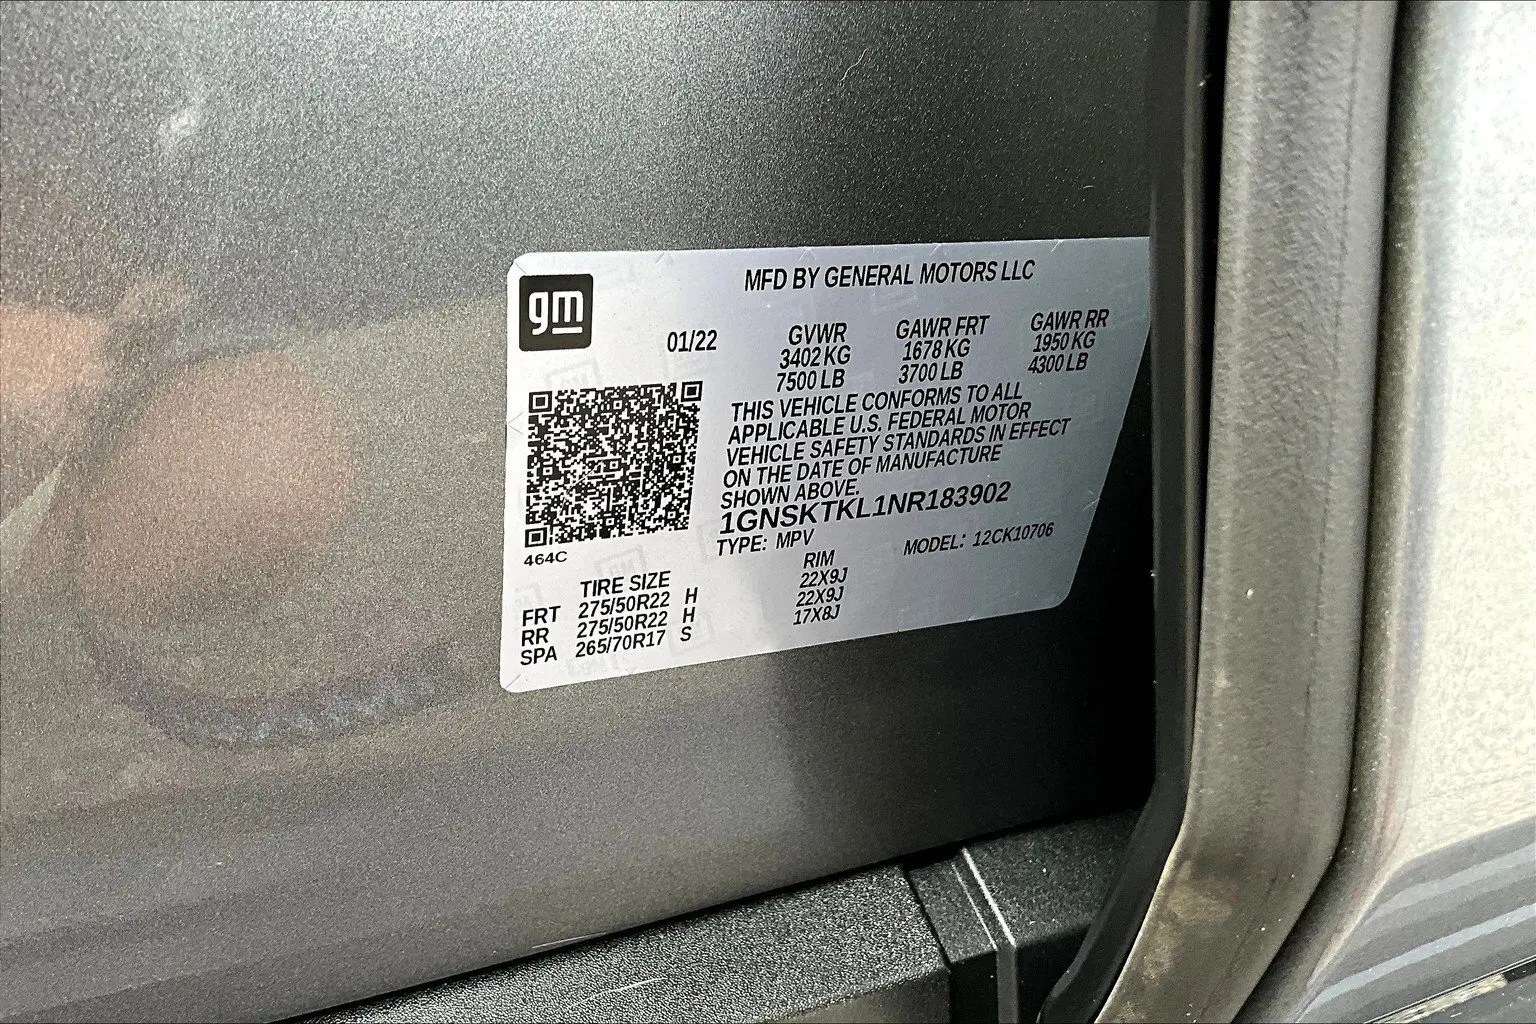 gm
MFD BY GENERAL MOTORS LLC
01/22
GVWR GAWR FRT GAWR RR
3402 KG 1678 KG 1950 KG
7500 LB 3700 LB 4300 LB
THIS VEHICLE CONFORMS TO ALL
APPLICABLE U.S. FEDERAL MOTOR
VEHICLE SAFETY STANDARDS IN EFFECT
ON THE DATE OF MANUFACTURE
SHOWN ABOVE.
1GNSKTKL1NR183902
TYPE: MPV MODEL: 12CK10706
464C
TIRE SIZE RIM
FRT 275/50R22 H 22X9J
RR 275/50R22 H 22X9J
SPA 265/70R17 S 17X8J